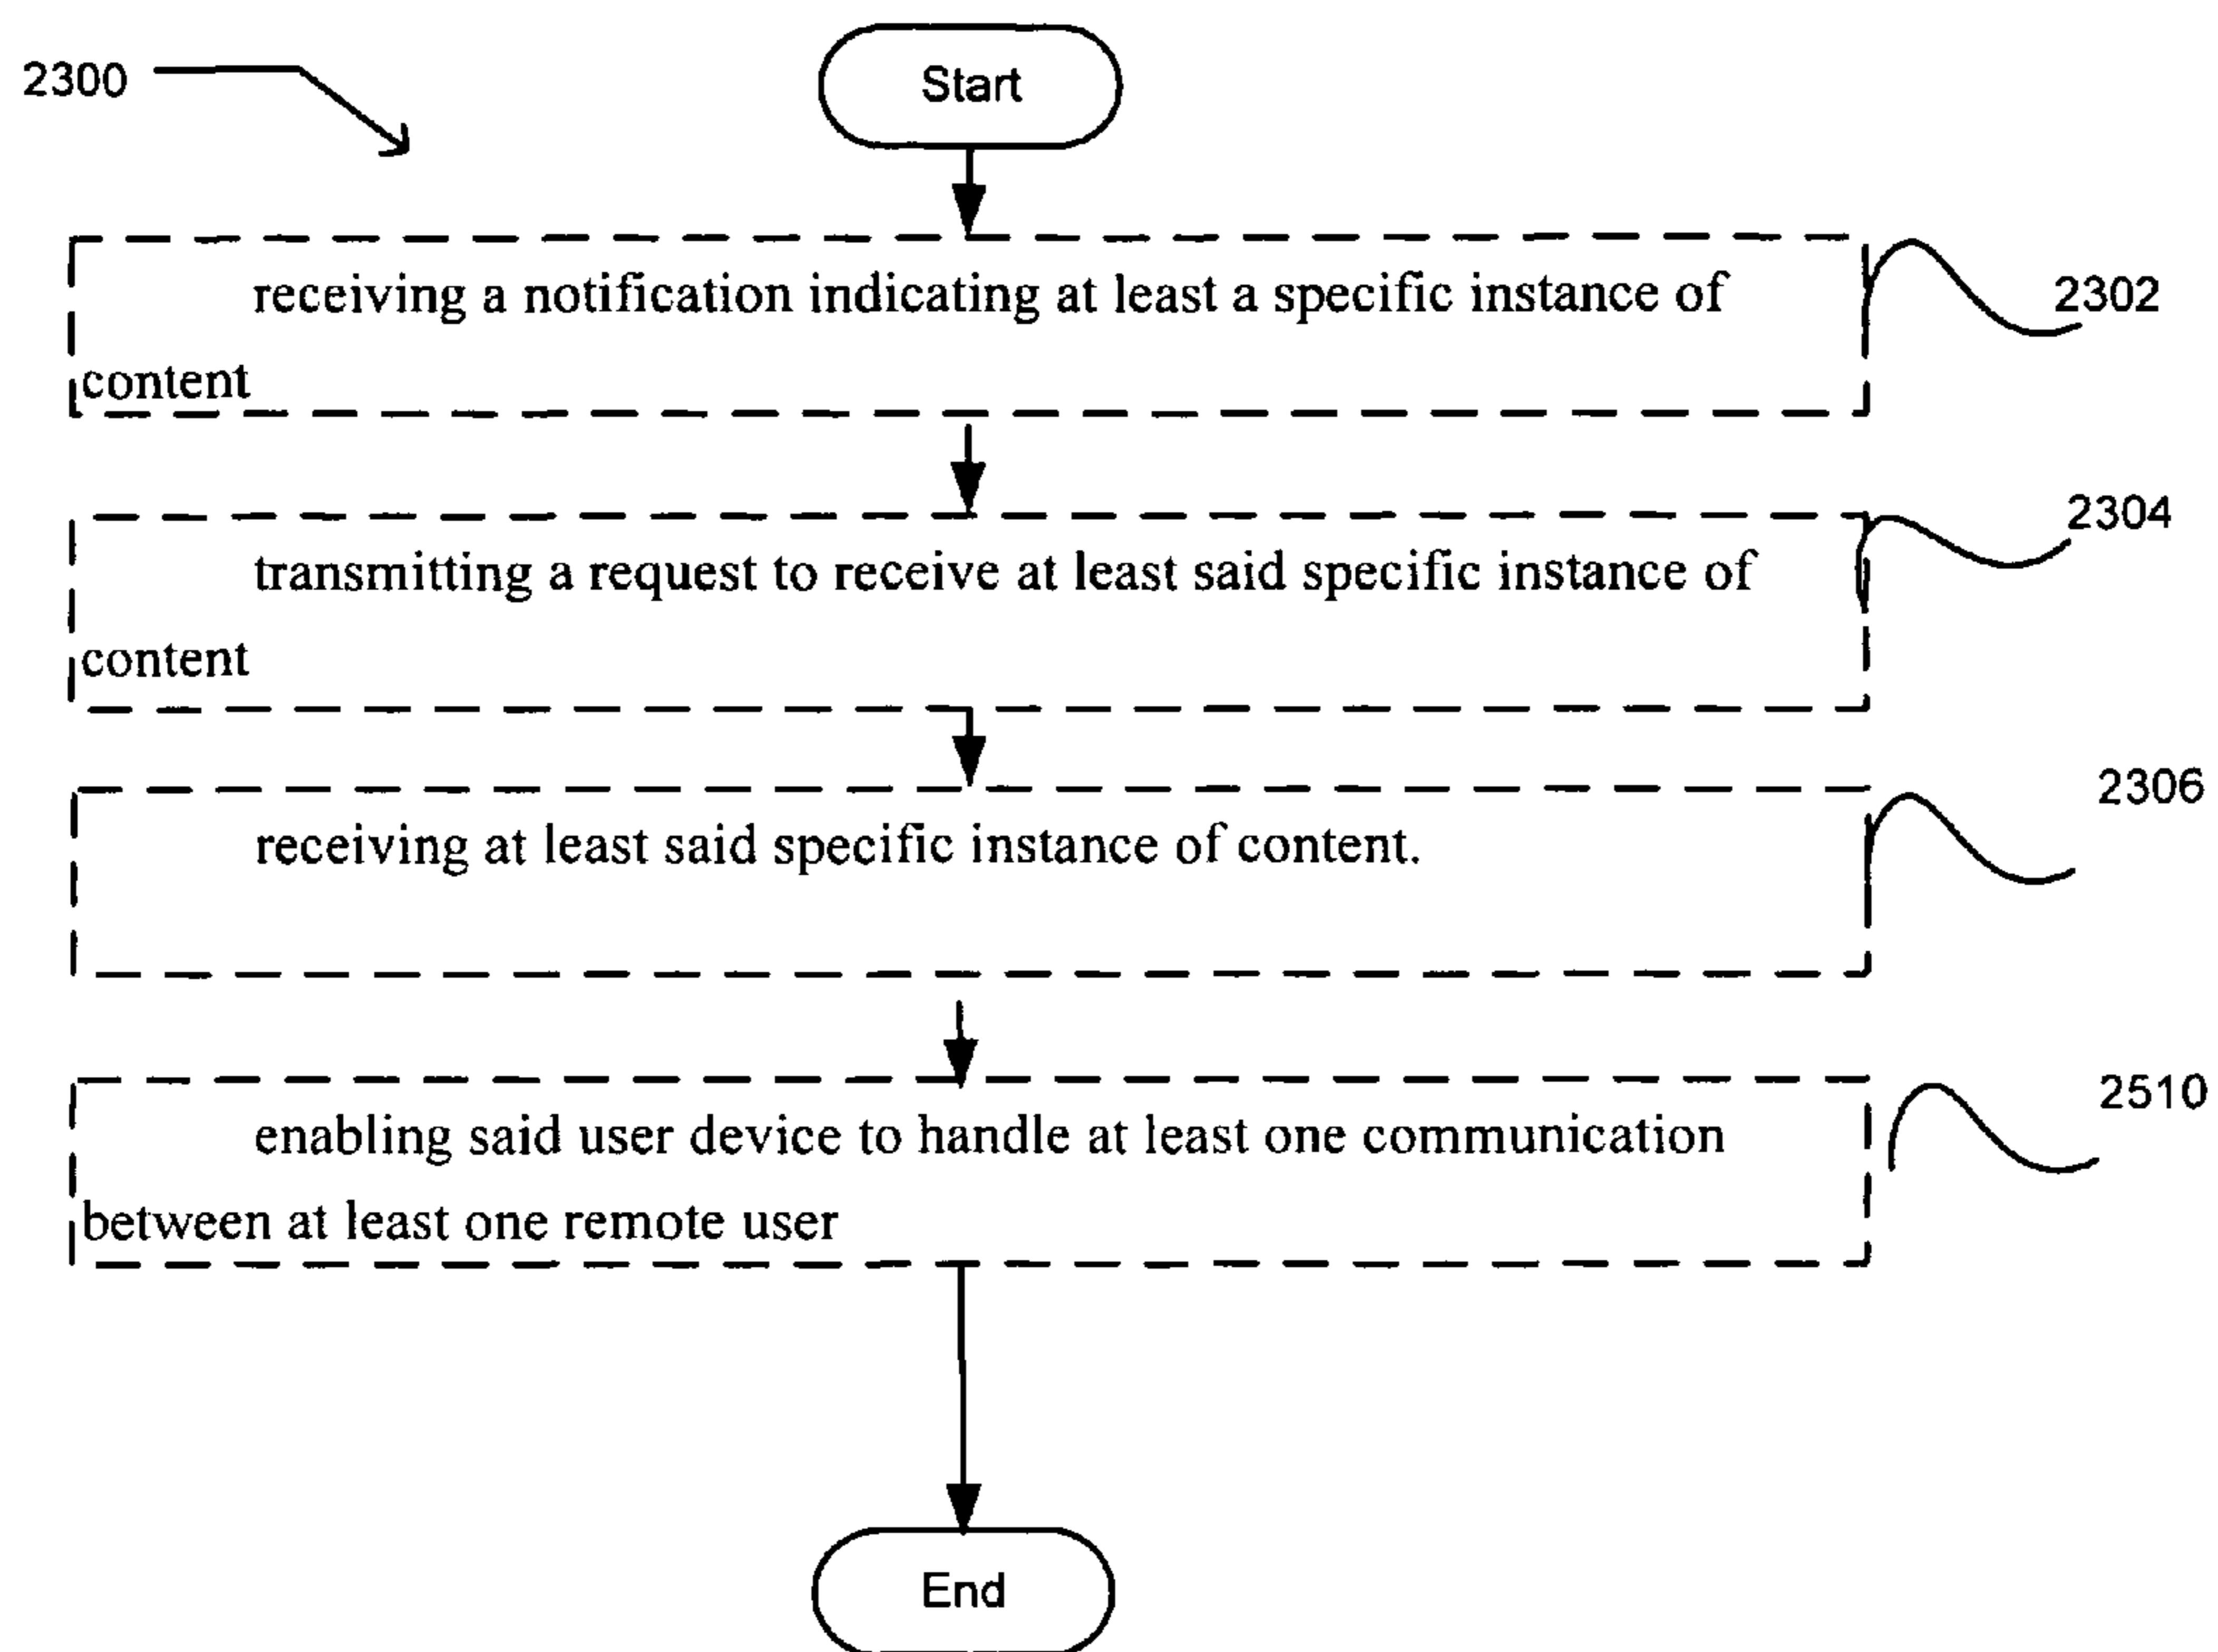 2300
Start
receiving a notification indicating at least a specific instance of
content
2302
transmitting a request to receive at least said specific instance of
content
2304
receiving at least said specific instance of content.
2306
enabling said user device to handle at least one communication
between at least one remote user
2510
End